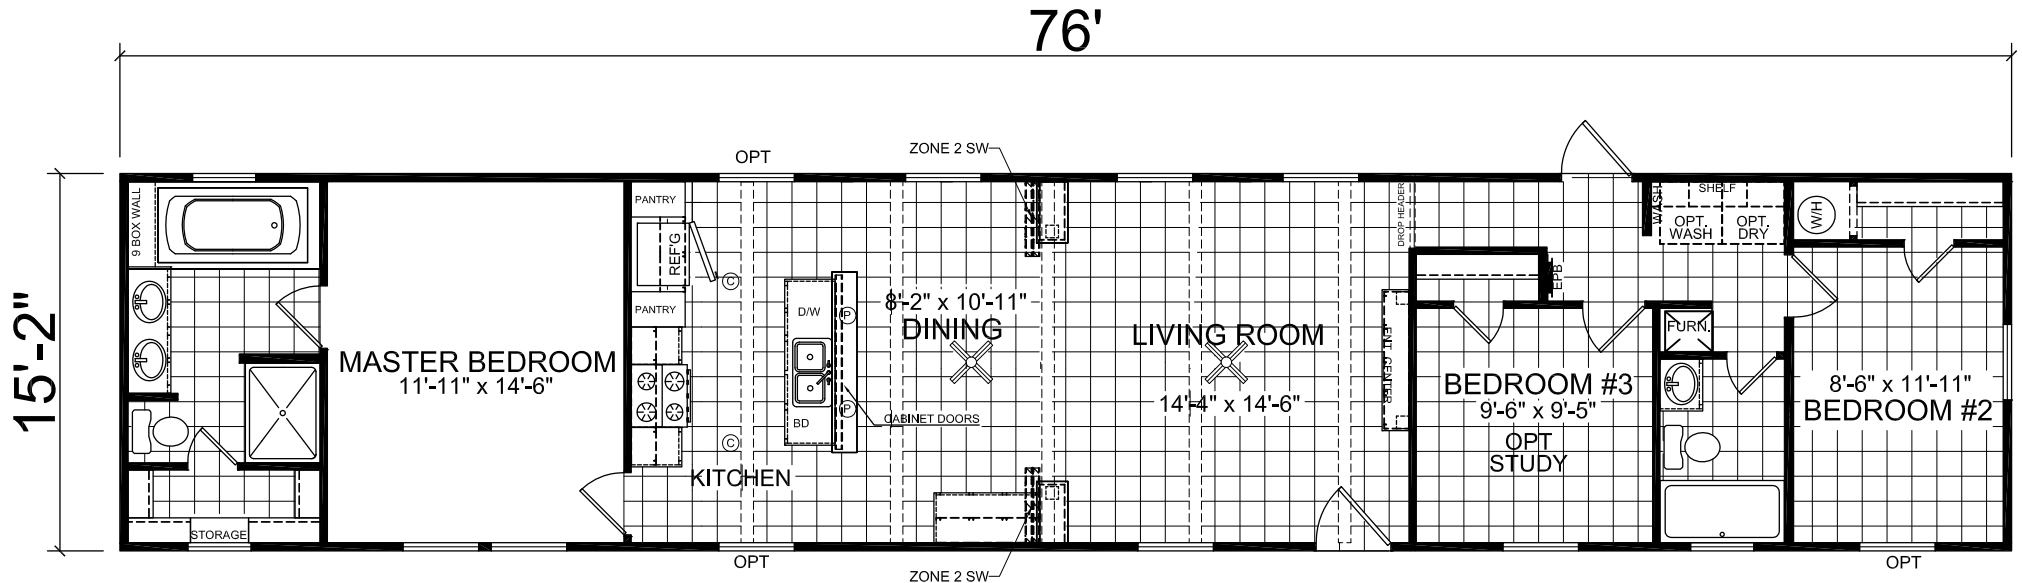 76'
15'-2"
OPT
ZONE 2 SW
9 BOX WALL
PANTRY
REF'G
PANTRY
C
C
D/W
BD
P
P
CABINET DOORS
KITCHEN
8'-2" x 10'-11"
DINING
MASTER BEDROOM
11'-11" x 14'-6"
STORAGE
LIVING ROOM
14'-4" x 14'-6"
DROP HEADER
ENT. CENTER
EPB
WASH
SHELF
OPT.
WASH
OPT.
DRY
W/H
FURN.
BEDROOM #3
9'-6" x 9'-5"
OPT
STUDY
8'-6" x 11'-11"
BEDROOM #2
OPT
ZONE 2 SW
OPT